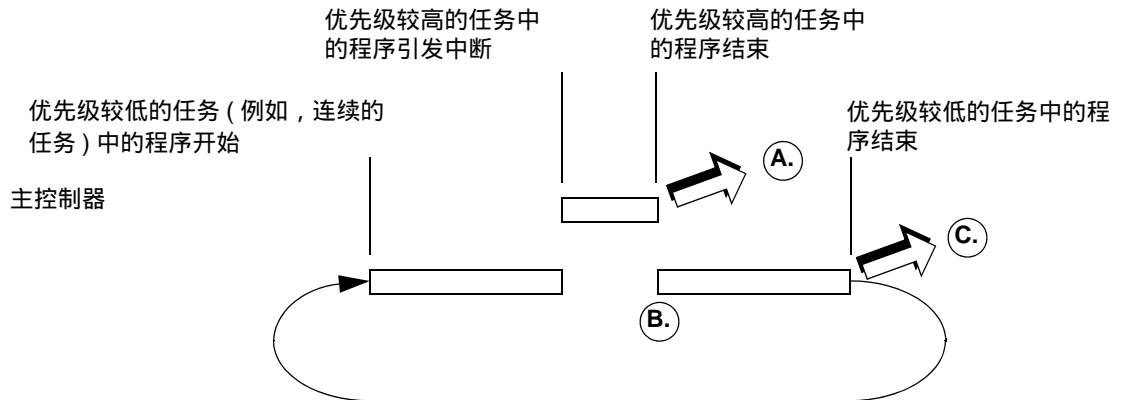 优先级较高的任务中
的程序引发中断
优先级较高的任务中
的程序结束
优先级较低的任务 ( 例如 , 连续的
任务 ) 中的程序开始
优先级较低的任务中的程
序结束
A.
主控制器
C.
B.